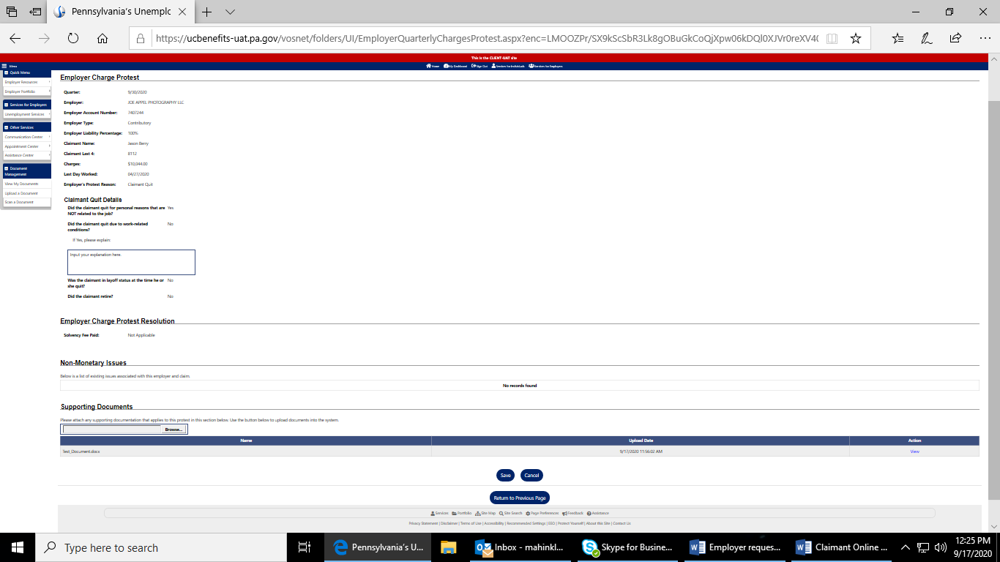 Pennsylvania's Unemplc
https://ucbenefits-uat.pa.gov/vosnet/folders/UI/EmployerQuarterlyChargesProtest.aspx?enc=
This is the CLIENT-UAT site
Menu
Home My Dashboard Sign Out Services for Individuals Services for Employers
Quick Menu
Employer Resources
Employer Portfolio
Services for Employers
Unemployment Services
Other Services
Communication Center
Appointment Center
Assistance Center
Document
Management
View My Documents
Upload a Document
Scan a Document
Employer Charge Protest
Quarter: 9/30/2020
Employer: JOE APPEL PHOTOGRAPHY LLC
Employer Account Number: 7407244
Employer Type: Contributory
Employer Liability Percentage: 100%
Claimant Name: Jason Berry
Claimant Last 4: 8112
Charges: $10,044.00
Last Day Worked: 04/27/2020
Employer's Protest Reason: Claimant Quit
Claimant Quit Details
Did the claimant quit for personal reasons that are Yes
NOT related to the job?
Did the claimant quit due to work-related No
conditions?
If Yes, please explain:
Input your explanation here.
Was the claimant in layoff status at the time he or No
she quit?
Did the claimant retire? No
Employer Charge Protest Resolution
Solvency Fee Paid: Not Applicable
Non-Monetary Issues
Below is a list of existing issues associated with this employer and claim.
No records found
Supporting Documents
Please attach any supporting documentation that applies to this protest in this section below. Use the button below to upload documents into the system.
Browse...
Name Upload Date Action
Test_Document.docx 9/17/2020 11:56:02 AM View
Save Cancel
Return to Previous Page
Services Portfolio Site Map Site Search Page Preferences Feedback Assistance
Privacy Statement | Disclaimer | Terms of Use | Accessibility | Recommended Settings | EEO | Protect Yourself | About this Site | Contact Us
Type here to search
Pennsylvania's U...
Inbox - mahinkl...
Skype for Busine...
Employer reques...
Claimant Online ...
12:25 PM
9/17/2020